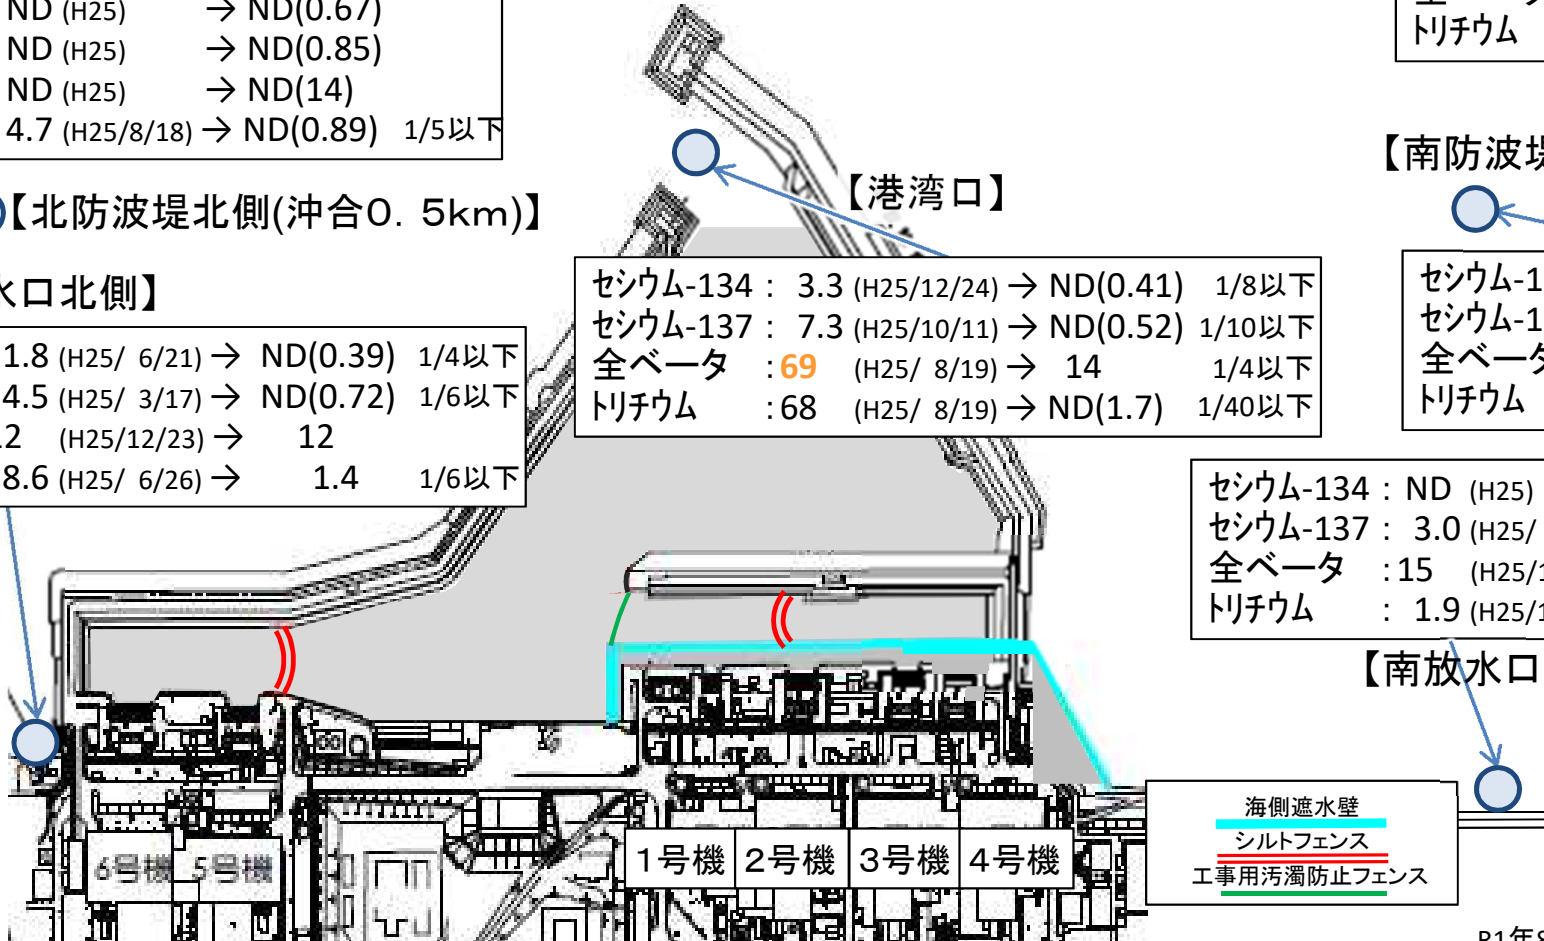 ND (H25) → ND(0.67)
ND (H25) → ND(0.85)
ND (H25) → ND(14)
4.7 (H25/8/18) → ND(0.89) 1/5以下
【北防波堤北側(沖合0.5km)】
水口北側】
1.8 (H25/ 6/21) → ND(0.39) 1/4以下
4.5 (H25/ 3/17) → ND(0.72) 1/6以下
12 (H25/12/23) → 12
8.6 (H25/ 6/26) → 1.4 1/6以下
【港湾口】
セシウム-134 : 3.3 (H25/12/24) → ND(0.41) 1/8以下
セシウム-137 : 7.3 (H25/10/11) → ND(0.52) 1/10以下
全ベータ : 69 (H25/ 8/19) → 14 1/4以下
トリチウム : 68 (H25/ 8/19) → ND(1.7) 1/40以下
トリチウム
【南防波堤
セシウム-1
セシウム-1
全ベータ
トリチウム
セシウム-134 : ND (H25)
セシウム-137 : 3.0 (H25/
全ベータ : 15 (H25/1
トリチウム : 1.9 (H25/1
【南放水口
6号機
5号機
1号機
2号機
3号機
4号機
海側遮水壁
シルトフェンス
工事用汚濁防止フェンス